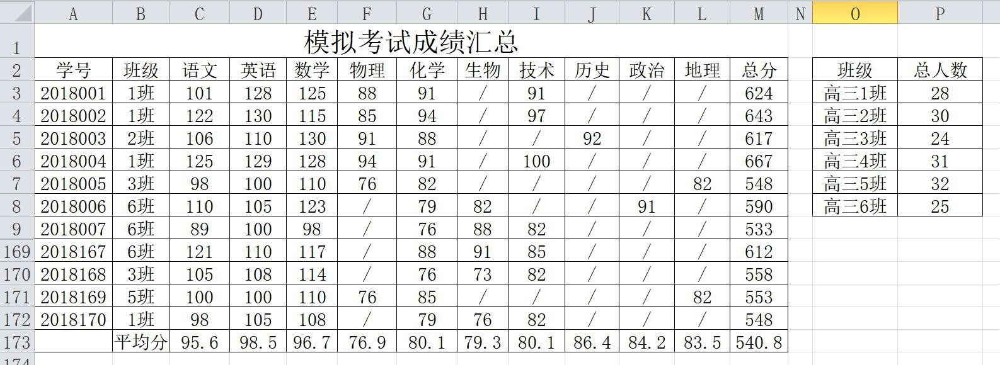 A B C D E F G H I J K L M N O P
1 模拟考试成绩汇总
2 学号 班级 语文 英语 数学 物理 化学 生物 技术 历史 政治 地理 总分 班级 总人数
3 2018001 1班 101 128 125 88 91 / 91 / / / 624 高三1班 28
4 2018002 1班 122 130 115 85 94 / 97 / / / 643 高三2班 30
5 2018003 2班 106 110 130 91 88 / / 92 / / 617 高三3班 24
6 2018004 1班 125 129 128 94 91 / 100 / / / 667 高三4班 31
7 2018005 3班 98 100 110 76 82 / / / / 82 548 高三5班 32
8 2018006 6班 110 105 123 / 79 82 / / 91 / 590 高三6班 25
9 2018007 6班 89 100 98 / 76 88 82 / / / 533
169 2018167 6班 121 110 117 / 88 91 85 / / / 612
170 2018168 3班 105 108 114 / 76 73 82 / / / 558
171 2018169 5班 100 100 110 76 85 / / / / 82 553
172 2018170 1班 98 105 108 / 79 76 82 / / / 548
173 平均分 95.6 98.5 96.7 76.9 80.1 79.3 80.1 86.4 84.2 83.5 540.8
174